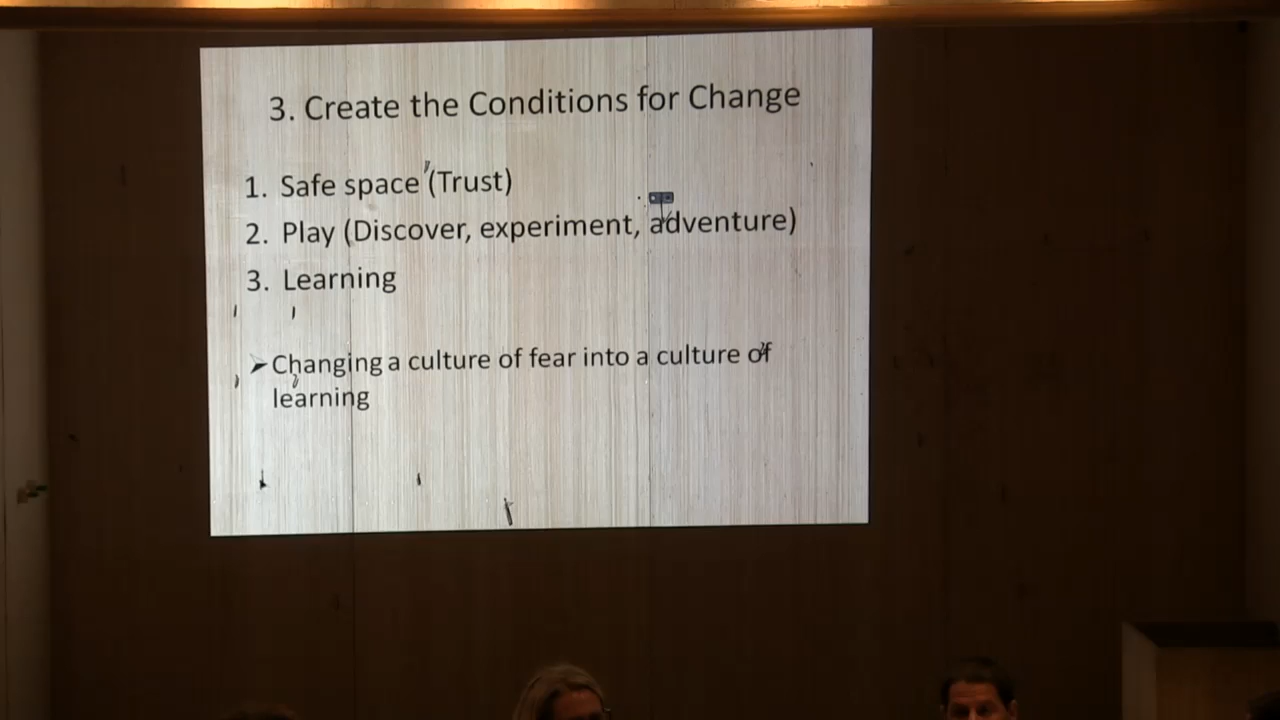 3. Create the Conditions for Change
1. Safe space (Trust)
2. Play (Discover, experiment, adventure)
3. Learning
➤ Changing a culture of fear into a culture of
learning